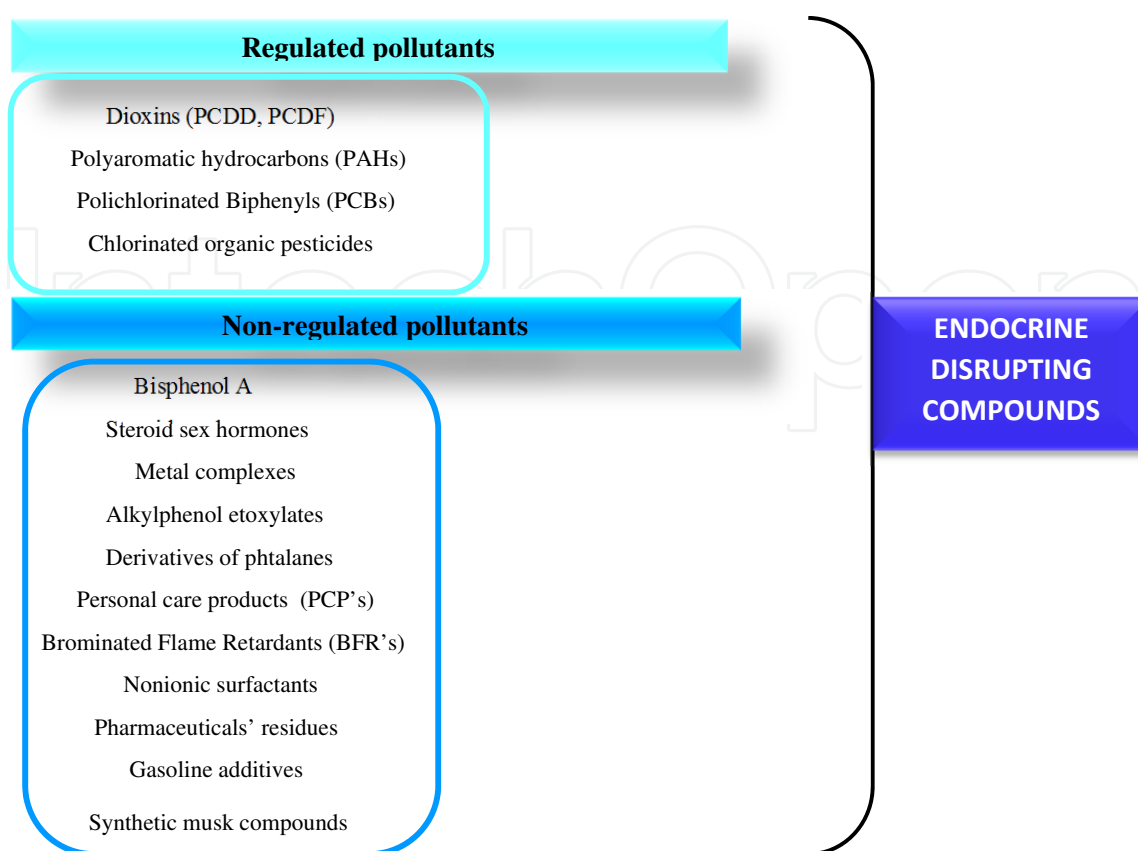 Regulated pollutants
Dioxins (PCDD, PCDF)
Polyaromatic hydrocarbons (PAHs)
Polichlorinated Biphenyls (PCBs)
Chlorinated organic pesticides
IntechOpen
Non-regulated pollutants
Bisphenol A
Steroid sex hormones
Metal complexes
Alkylphenol etoxylates
Derivatives of phtalanes
Personal care products (PCP’s)
Brominated Flame Retardants (BFR’s)
Nonionic surfactants
Pharmaceuticals’ residues
Gasoline additives
Synthetic musk compounds
ENDOCRINE
DISRUPTING
COMPOUNDS